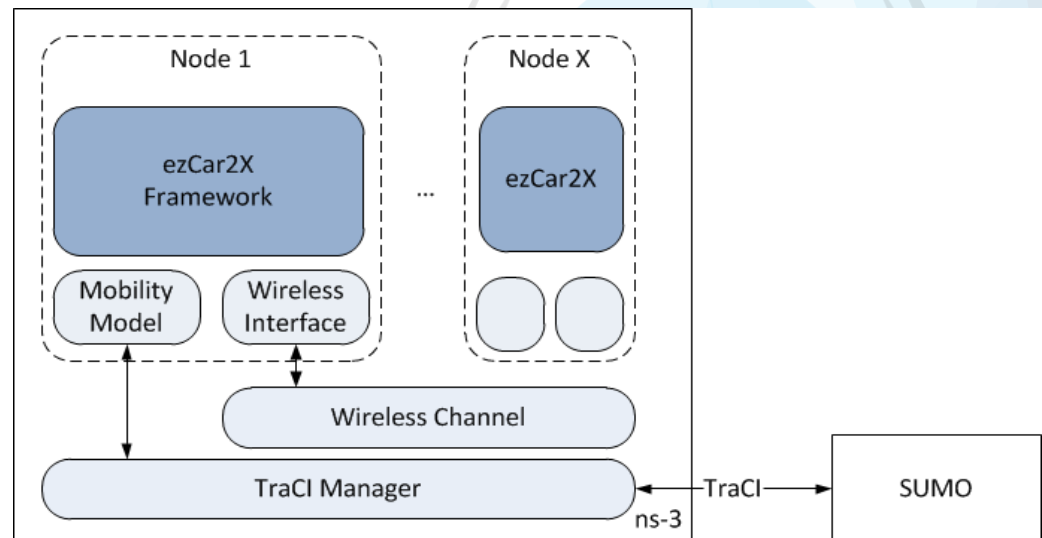 Node 1
Node X
ezCar2X
Framework
...
ezCar2X
Mobility
Model
Wireless
Interface
Wireless Channel
TraCI Manager
TraCI
SUMO
ns-3